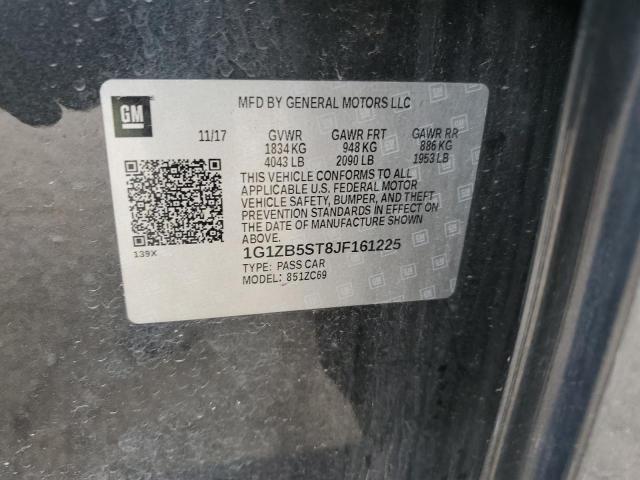 GM
MFD BY GENERAL MOTORS LLC
11/17 GVWR GAWR FRT GAWR RR
1834 KG 948 KG 886 KG
4043 LB 2090 LB 1953 LB
THIS VEHICLE CONFORMS TO ALL
APPLICABLE U.S. FEDERAL MOTOR
VEHICLE SAFETY, BUMPER, AND THEFT
PREVENTION STANDARDS IN EFFECT ON
THE DATE OF MANUFACTURE SHOWN
ABOVE.
139X
1G1ZB5ST8JF161225
TYPE: PASS CAR
MODEL: 851ZC69